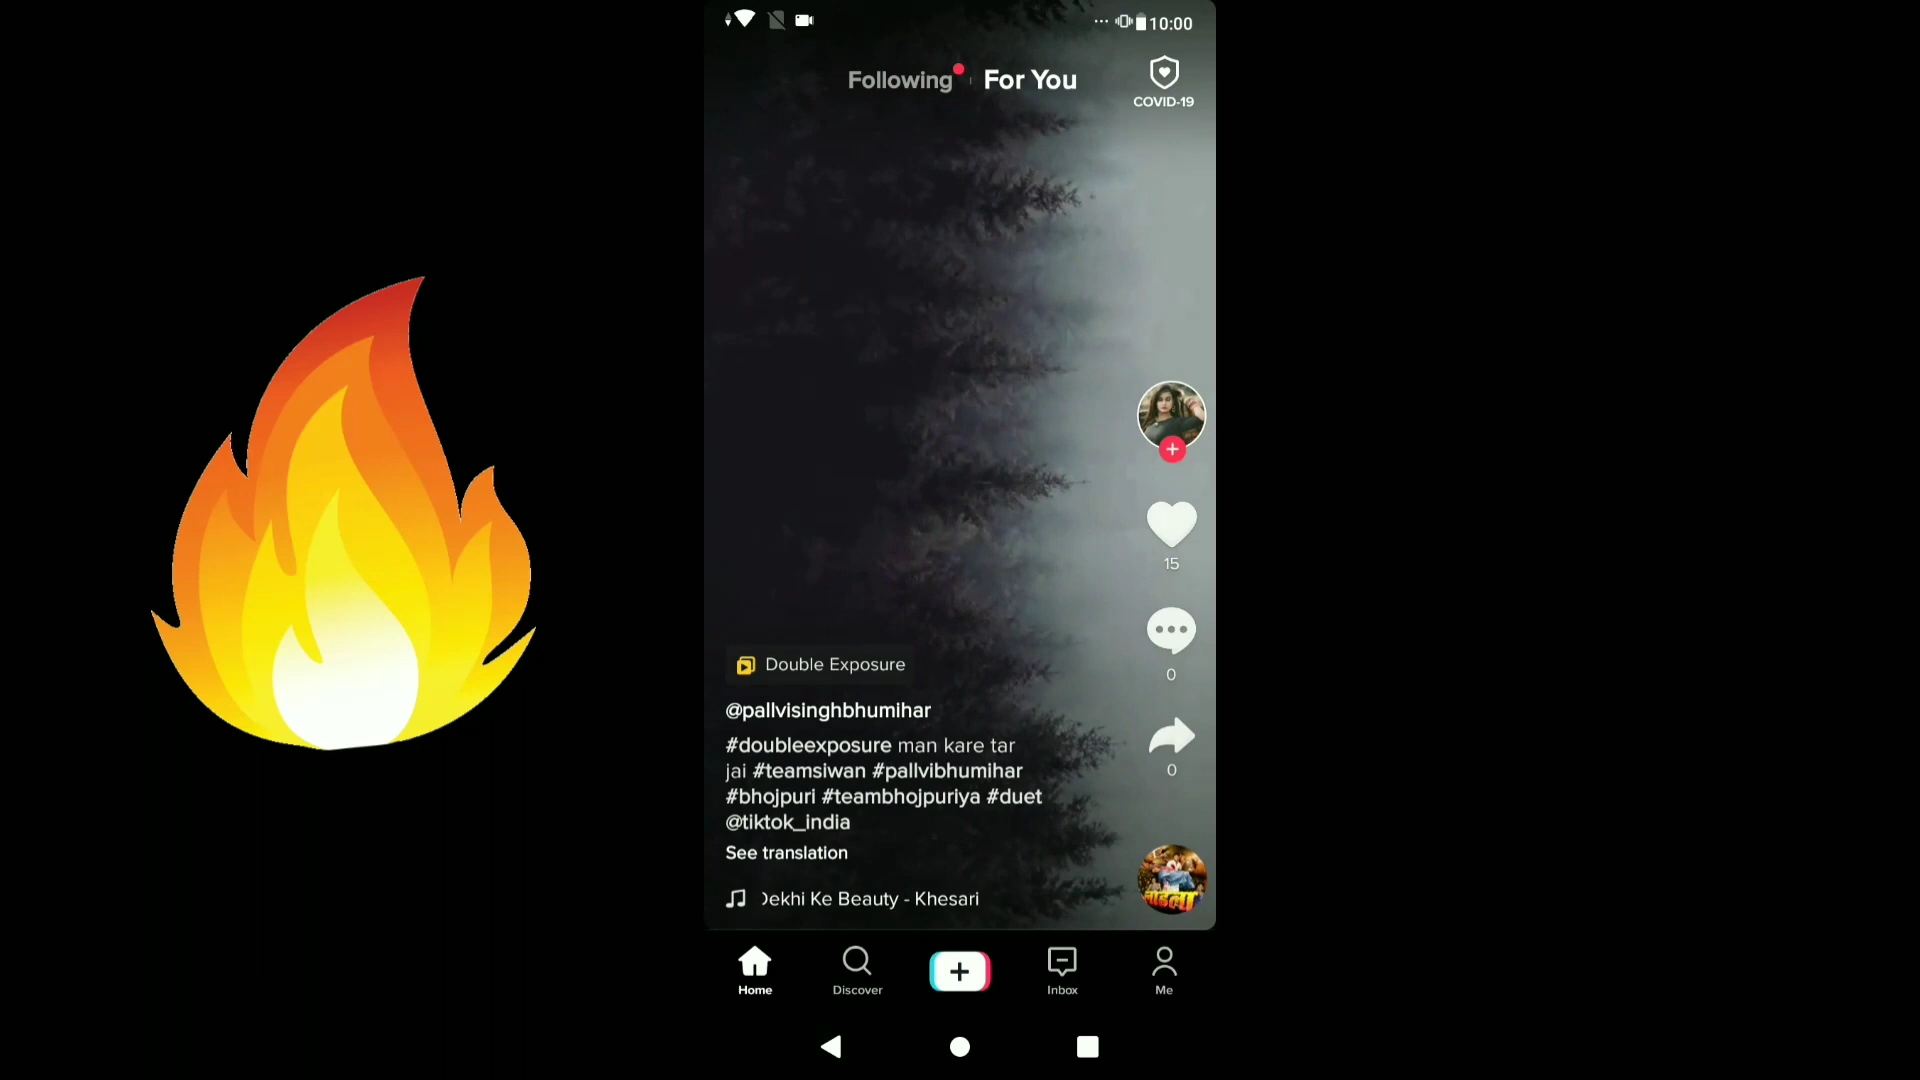 10:00
Following
For You
COVID-19
15
0
0
Double Exposure
@pallvisinghbhumihar
#doubleexposure man kare tar
jai #teamsiwan #pallvibhumihar
#bhojpuri #teambhojpuriya #duet
@tiktok_india
See translation
ekhi Ke Beauty - Khesari
Home
Discover
Inbox
Me